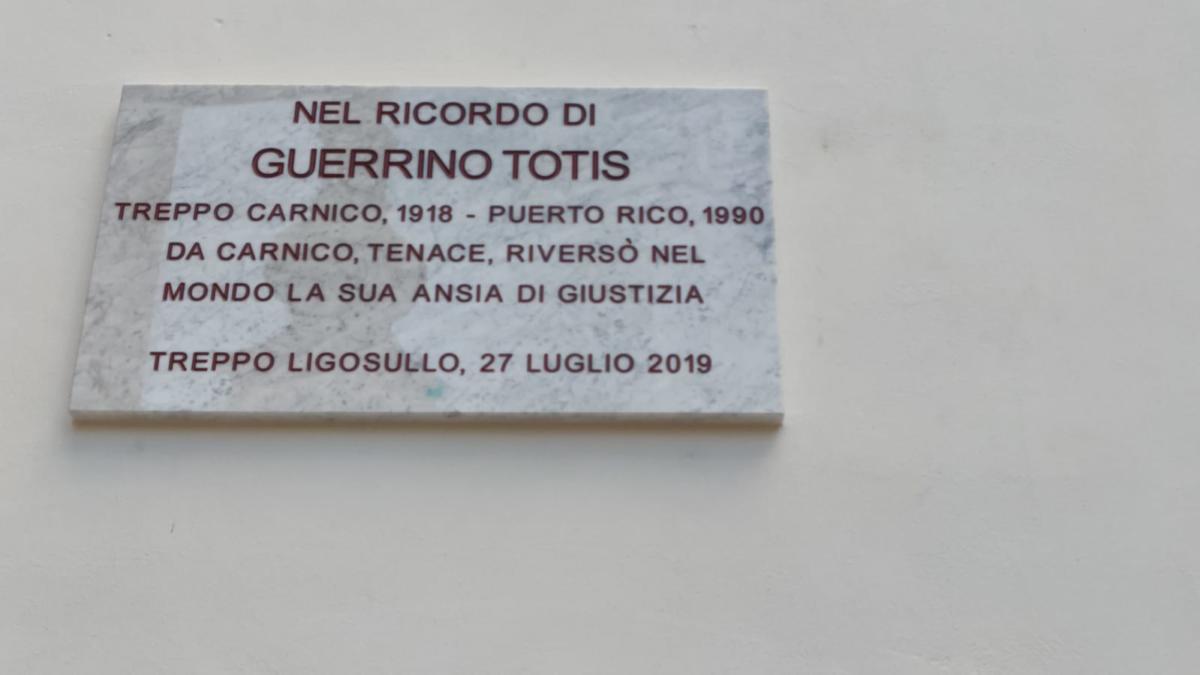 NEL RICORDO DI
GUERRINO TOTIS
TREPPO CARNICO, 1918 - PUERTO RICO, 1990
DA CARNICO, TENACE, RIVERSÒ NEL
MONDO LA SUA ANSIA DI GIUSTIZIA
TREPPO LIGOSULLO, 27 LUGLIO 2019